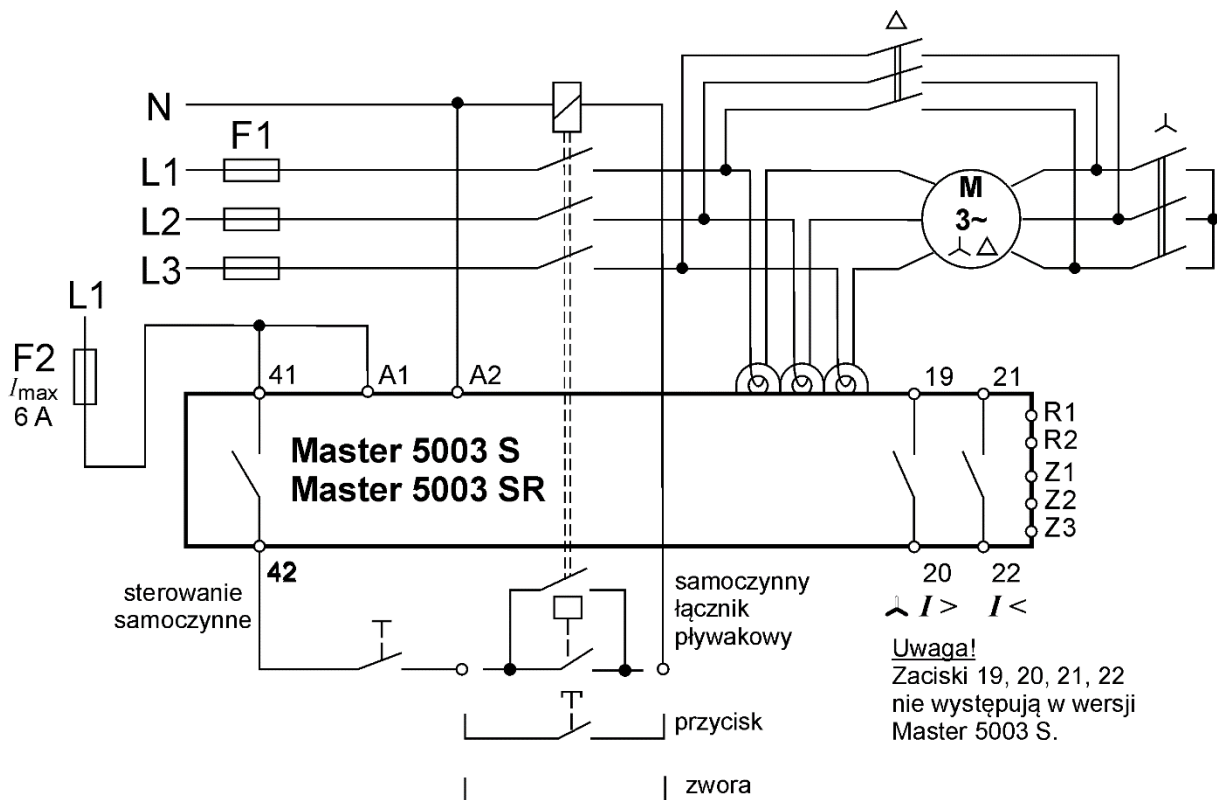 N
F1
L1
L2
L3
L1
F2
Imax
6 A
M
3~
41
A1
A2
19
21
R1
R2
Z1
Z2
Z3
Master 5003 S
Master 5003 SR
42
20
22
I >
I <
sterowanie
samoczynne
samoczynny
łącznik
pływakowy
przycisk
zwora
Uwaga!
Zaciski 19, 20, 21, 22
nie występują w wersji
Master 5003 S.